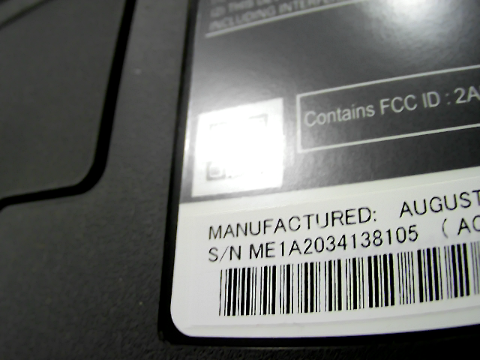 INCLUDING INTERF
Contains FCC ID : 2A
MANUFACTURED: AUGUST
S/N ME1A2034138105 ( AC